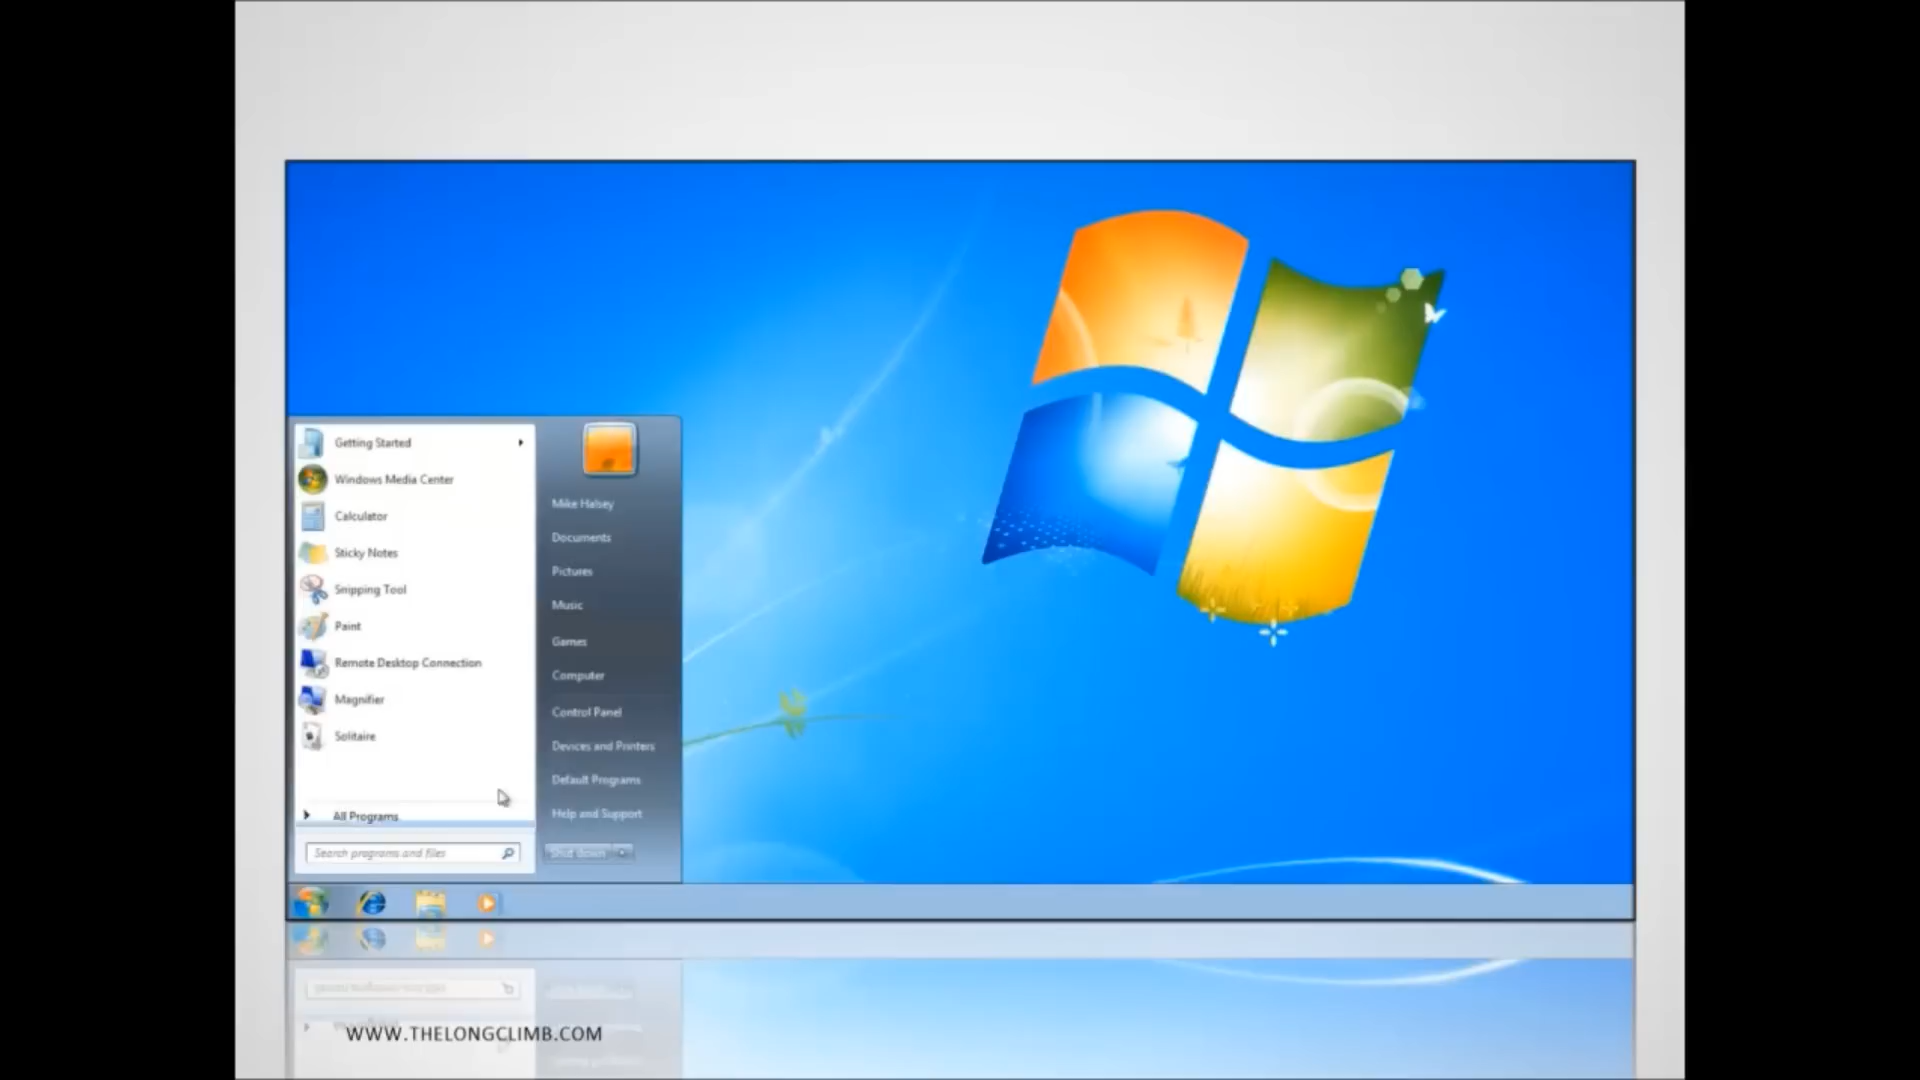 Getting Started
Windows Media Center
Calculator
Sticky Notes
Snipping Tool
Paint
Remote Desktop Connection
Magnifier
Solitaire
All Programs
Search programs and files
Mike Halsey
Documents
Pictures
Music
Games
Computer
Control Panel
Devices and Printers
Default Programs
Help and Support
Shut down
WWW.THELONGCLIMB.COM